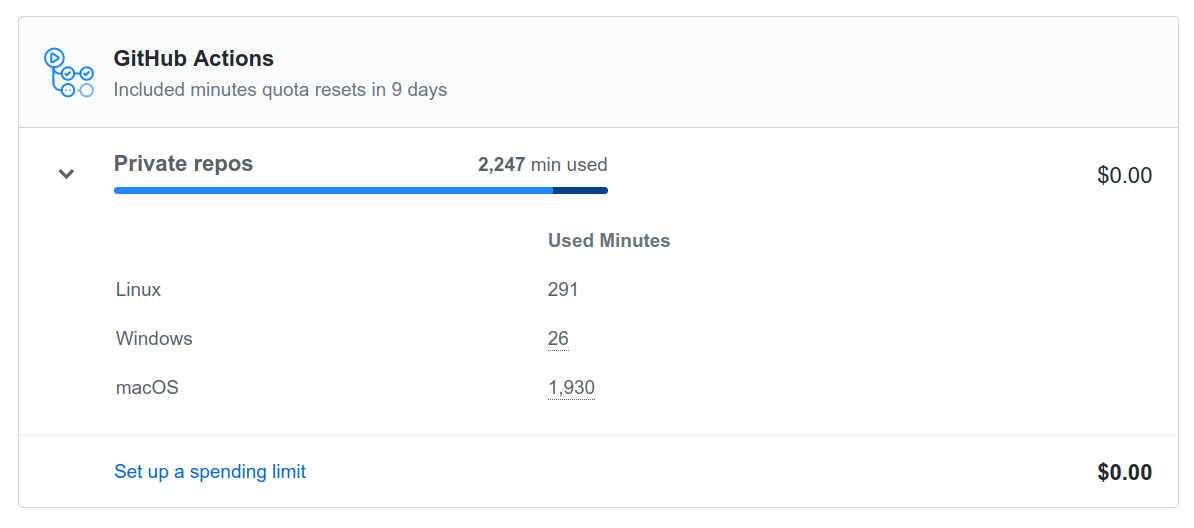 GitHub Actions
Included minutes quota resets in 9 days
Private repos 2,247 min used $0.00
Used Minutes
Linux 291
Windows 26
macOS 1,930
Set up a spending limit $0.00